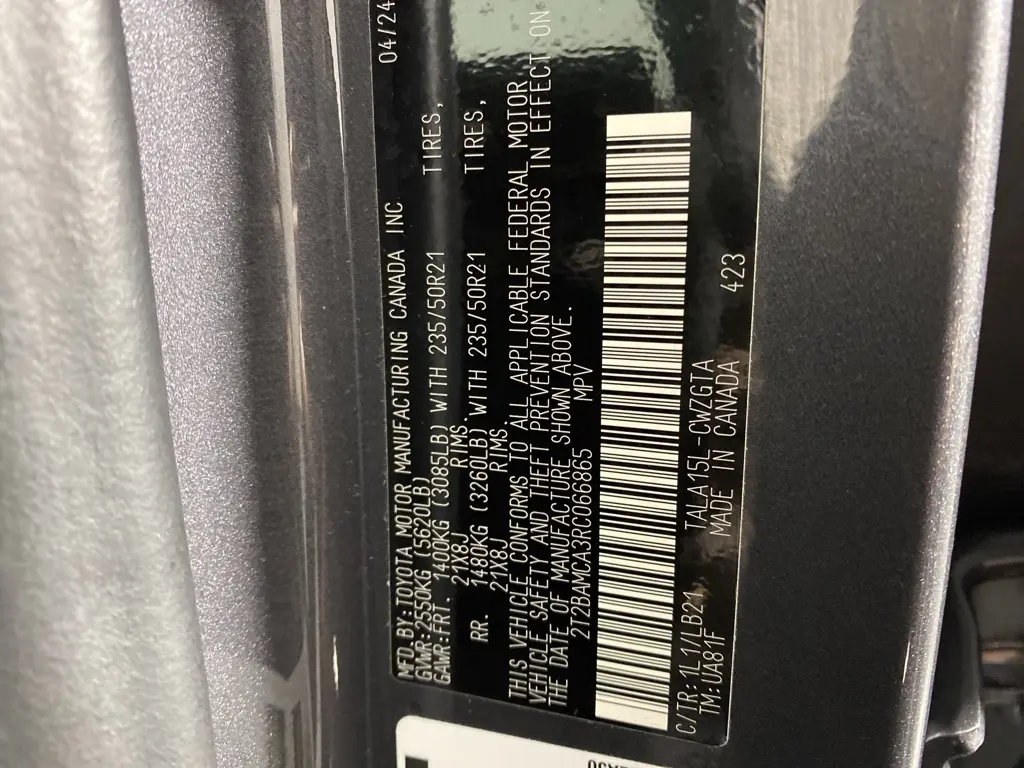 MFD BY:TOYOTA MOTOR MANUFACTURING CANADA INC 04/24
GVWR:2550KG (5620LB)
GAWR:FRT. 1400KG (3085LB) WITH 235/50R21 TIRES,
21X8J RIMS,
RR. 1480KG (3260LB) WITH 235/50R21 TIRES,
21X8J RIMS.
THIS VEHICLE CONFORMS TO ALL APPLICABLE FEDERAL MOTOR
VEHICLE SAFETY AND THEFT PREVENTION STANDARDS IN EFFECT ON
THE DATE OF MANUFACTURE SHOWN ABOVE.
2T2BAMCA3RC066865 MPV
C/TR:1L1/LB21 TALA15L-CWZGTA 423
TM:UA81F MADE IN CANADA